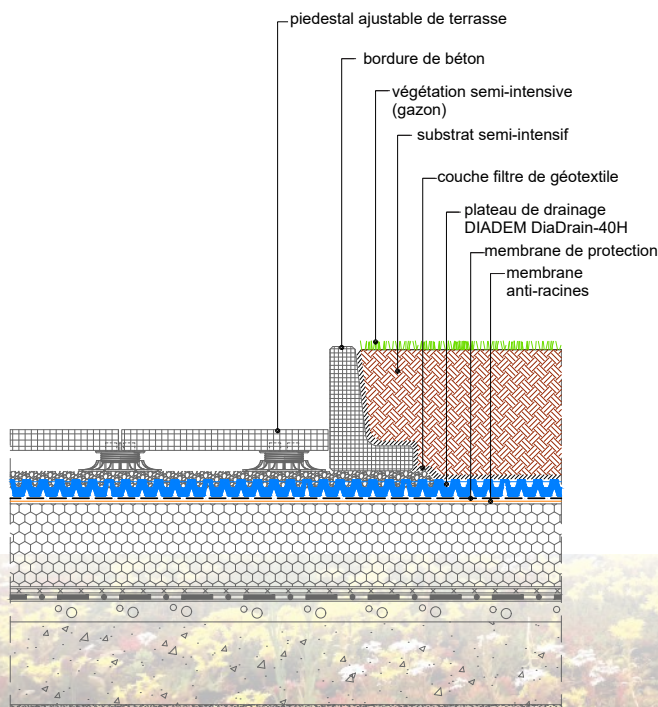 piedestal ajustable de terrasse
bordure de béton
végétation semi-intensive
(gazon)
substrat semi-intensif
couche filtre de géotextile
plateau de drainage
DIADEM DiaDrain-40H
membrane de protection
membrane
anti-racines